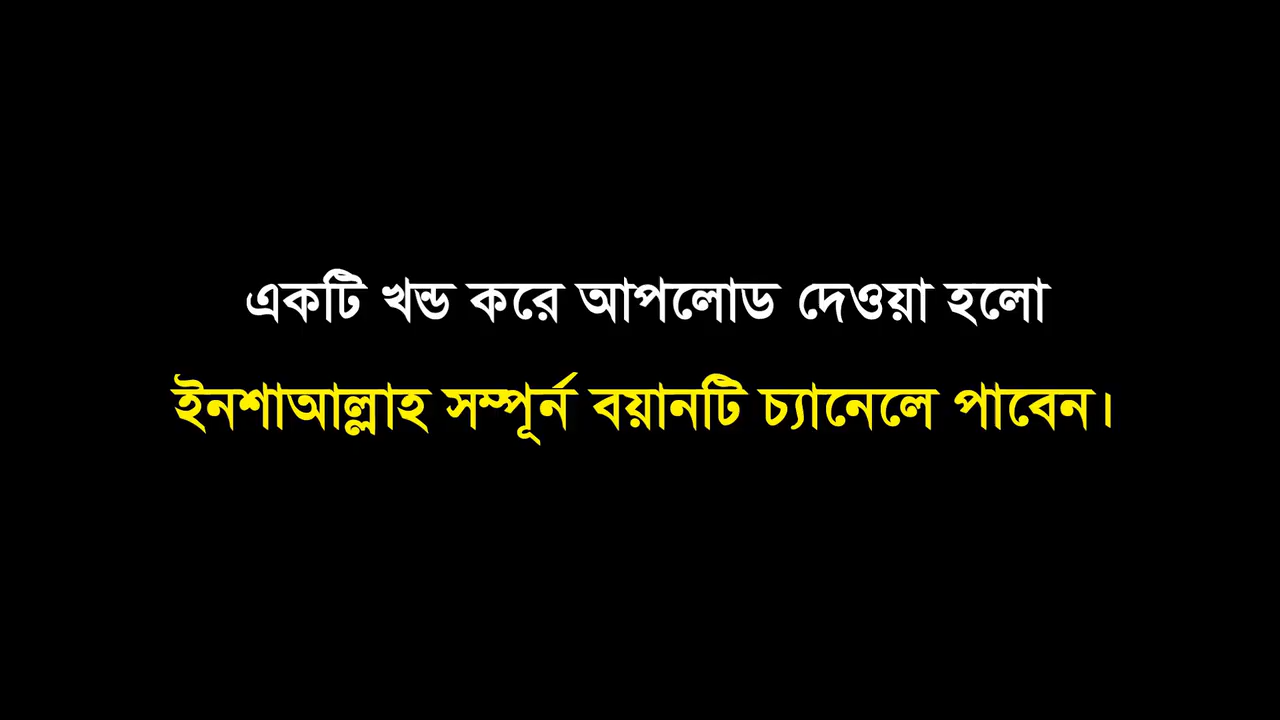 একটি খন্ড করে আপলোড দেওয়া হলো
ইনশাআল্লাহ সম্পূর্ন বয়ানটি চ্যানেলে পাবেন।